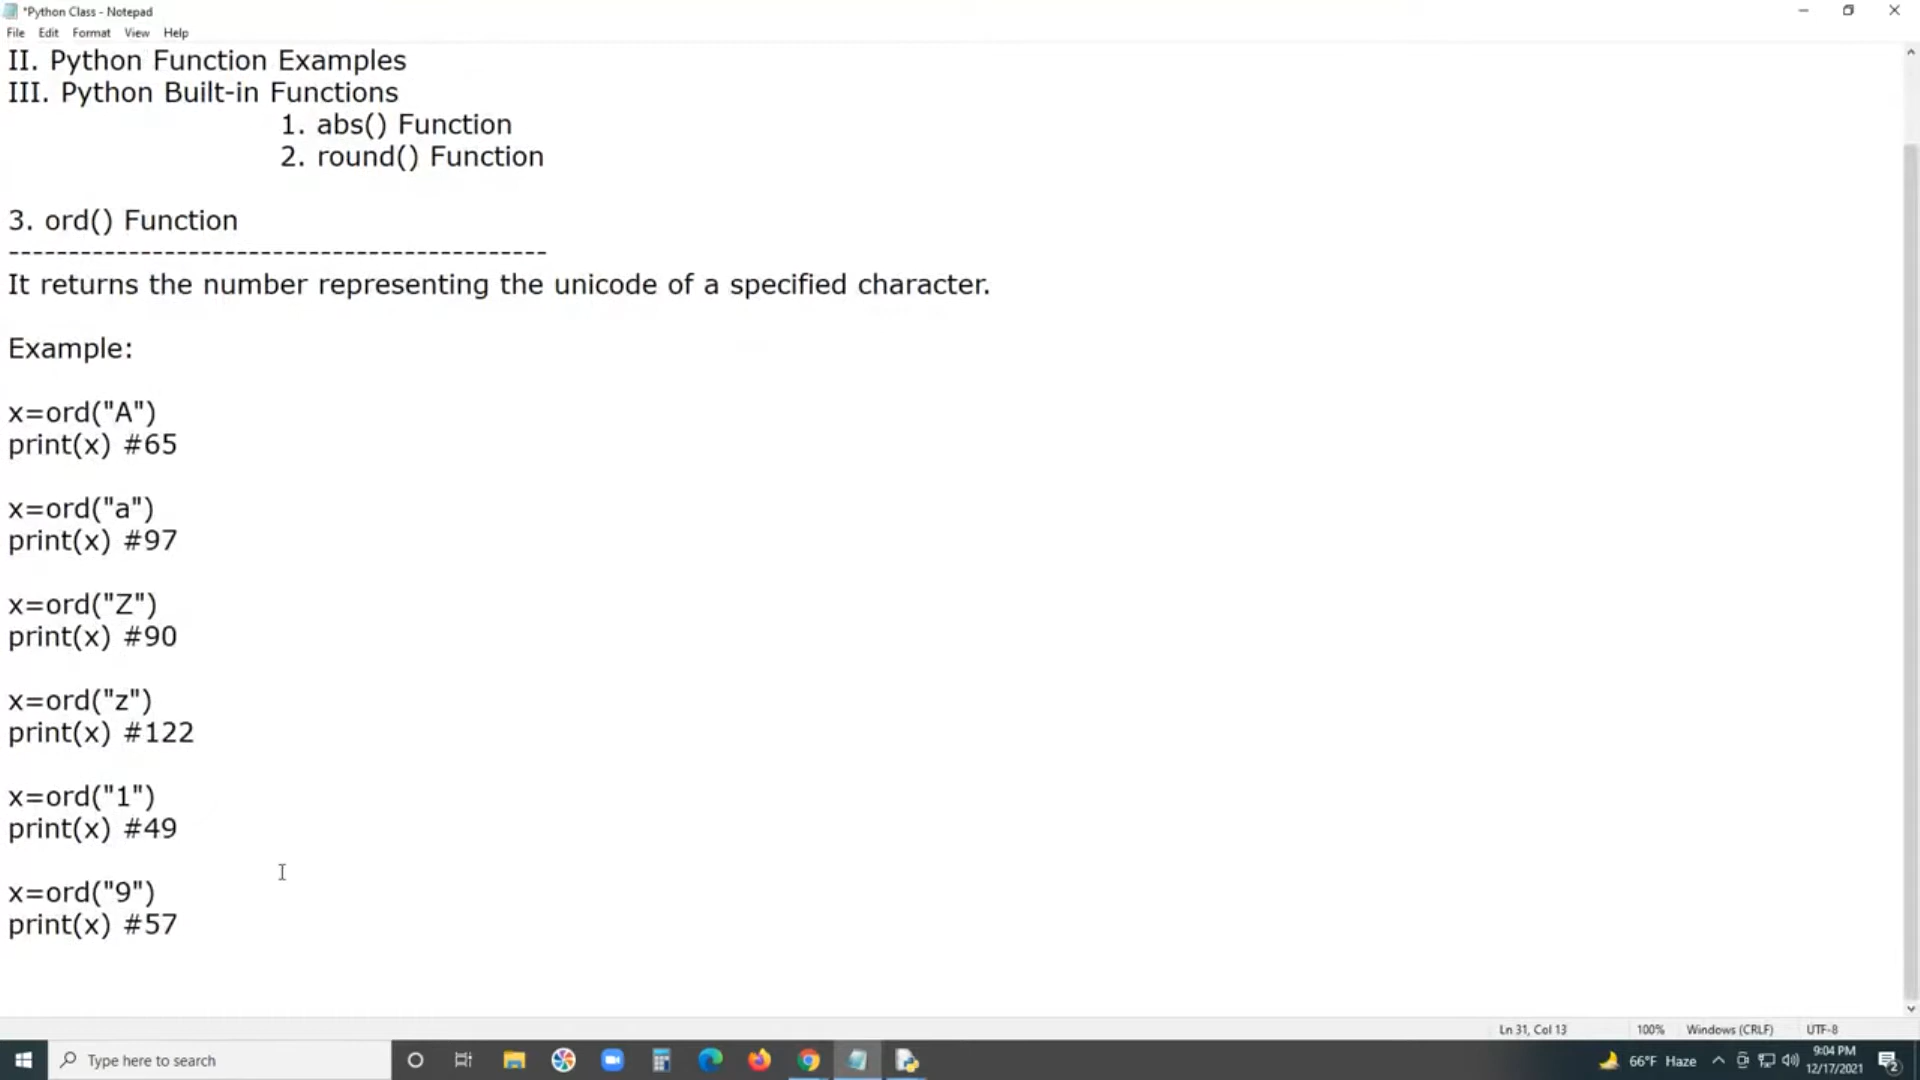 *Python Class - Notepad
File Edit Format View Help
II. Python Function Examples
III. Python Built-in Functions
1. abs() Function
2. round() Function
3. ord() Function
---------------------------------------------
It returns the number representing the unicode of a specified character.
Example:
x=ord("A")
print(x) #65
x=ord("a")
print(x) #97
x=ord("Z")
print(x) #90
x=ord("z")
print(x) #122
x=ord("1")
print(x) #49
x=ord("9")
print(x) #57
Ln 31, Col 13 100% Windows (CRLF) UTF-8
Type here to search 66°F Haze 9:04 PM
12/17/2021 2